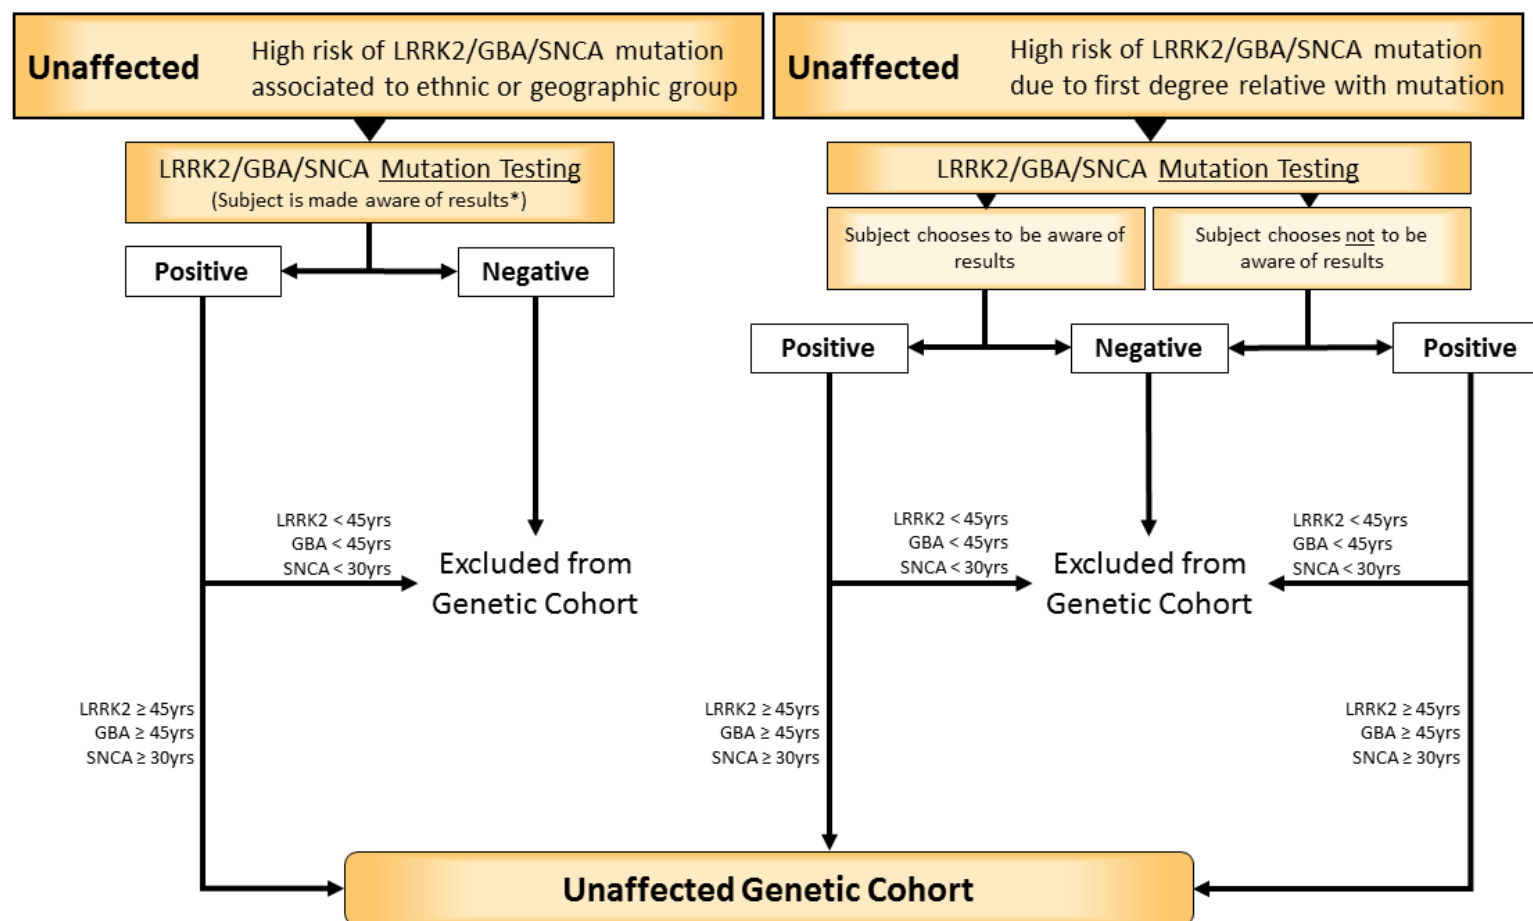 Unaffected
High risk of LRRK2/GBA/SNCA mutation
associated to ethnic or geographic group
Unaffected
High risk of LRRK2/GBA/SNCA mutation
due to first degree relative with mutation
LRRK2/GBA/SNCA Mutation Testing
(Subject is made aware of results*)
LRRK2/GBA/SNCA Mutation Testing
Subject chooses to be aware of
results
Subject chooses not to be
aware of results
Positive
Negative
Positive
Negative
Positive
LRRK2 < 45yrs
GBA < 45yrs
SNCA < 30yrs
Excluded from
Genetic Cohort
LRRK2 < 45yrs
GBA < 45yrs
SNCA < 30yrs
Excluded from
Genetic Cohort
LRRK2 < 45yrs
GBA < 45yrs
SNCA < 30yrs
LRRK2 ≥ 45yrs
GBA ≥ 45yrs
SNCA ≥ 30yrs
LRRK2 ≥ 45yrs
GBA ≥ 45yrs
SNCA ≥ 30yrs
LRRK2 ≥ 45yrs
GBA ≥ 45yrs
SNCA ≥ 30yrs
Unaffected Genetic Cohort